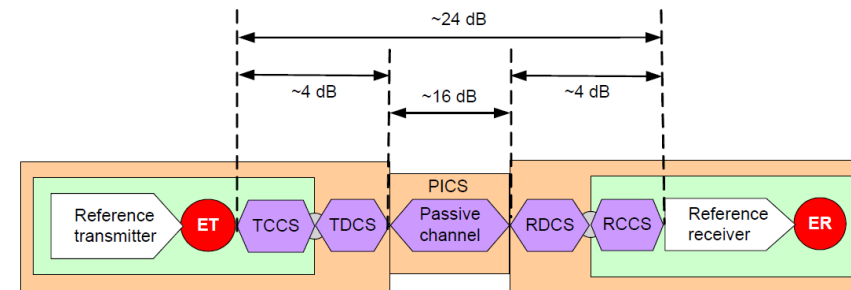 ~24 dB
~4 dB
~16 dB
~4 dB
PICS
Reference
transmitter
ET
TCCS
TDCS
Passive
channel
RDCS
RCCS
Reference
receiver
ER